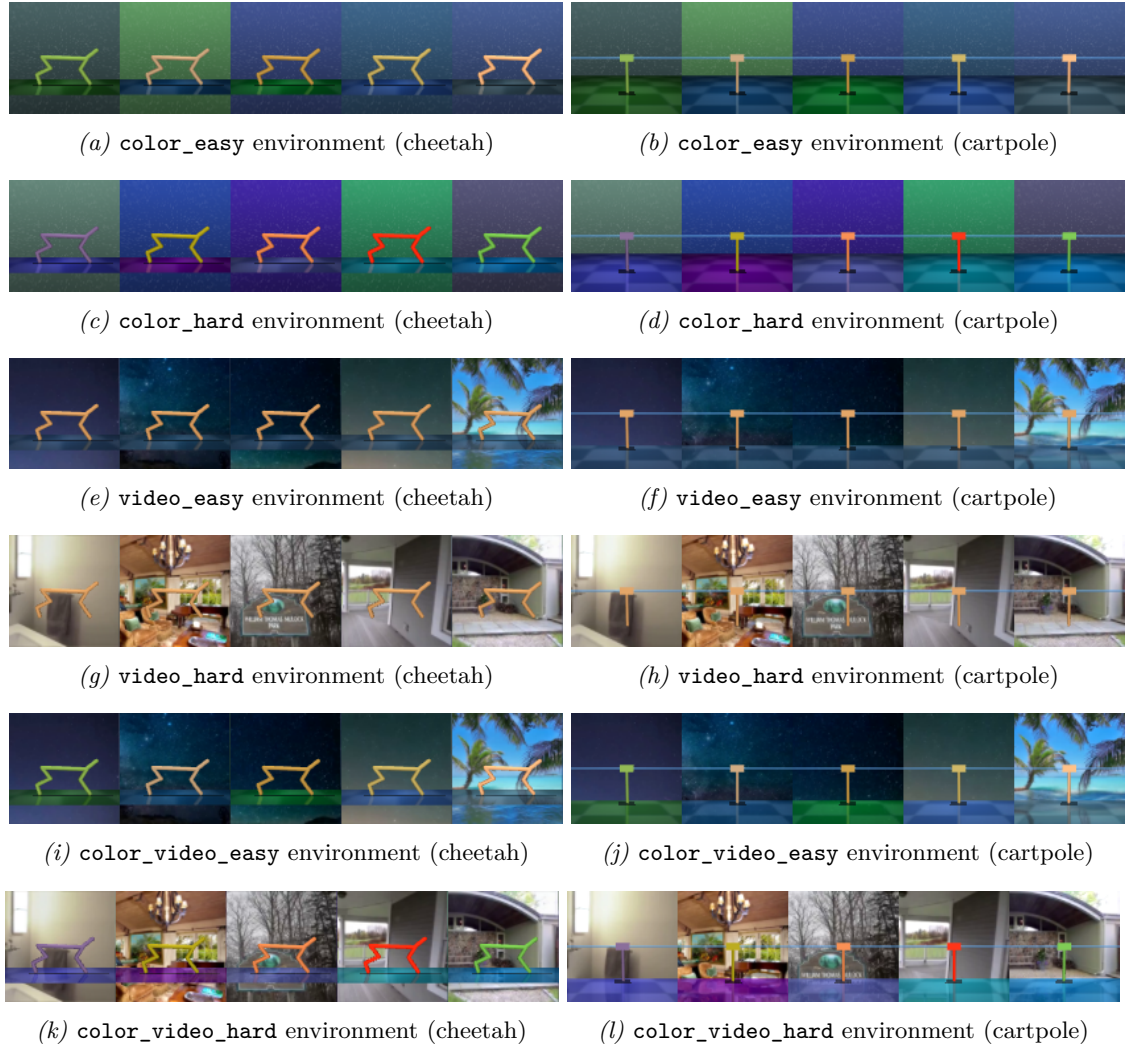 (a) color_easy environment (cheetah)
(b) color_easy environment (cartpole)
(c) color_hard environment (cheetah)
(d) color_hard environment (cartpole)
(e) video_easy environment (cheetah)
(f) video_easy environment (cartpole)
(g) video_hard environment (cheetah)
(h) video_hard environment (cartpole)
(i) color_video_easy environment (cheetah)
(j) color_video_easy environment (cartpole)
(k) color_video_hard environment (cheetah)
(l) color_video_hard environment (cartpole)